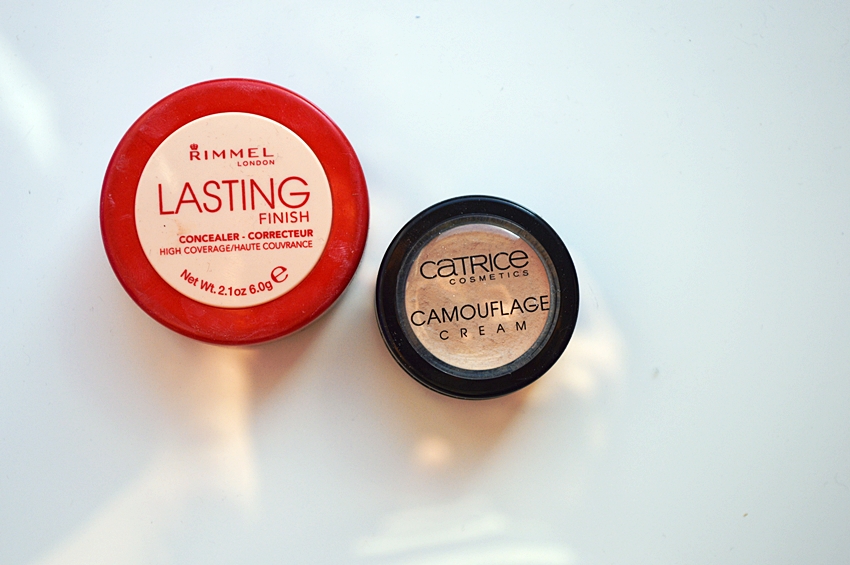 RIMMEL
LONDON
LASTING
FINISH
CONCEALER - CORRECTEUR
HIGH COVERAGE/HAUTE COUVRANCE
Net Wt. 2.1oz 6.0g ℮
CATRICE
COSMETICS
CAMOUFLAGE
CREAM